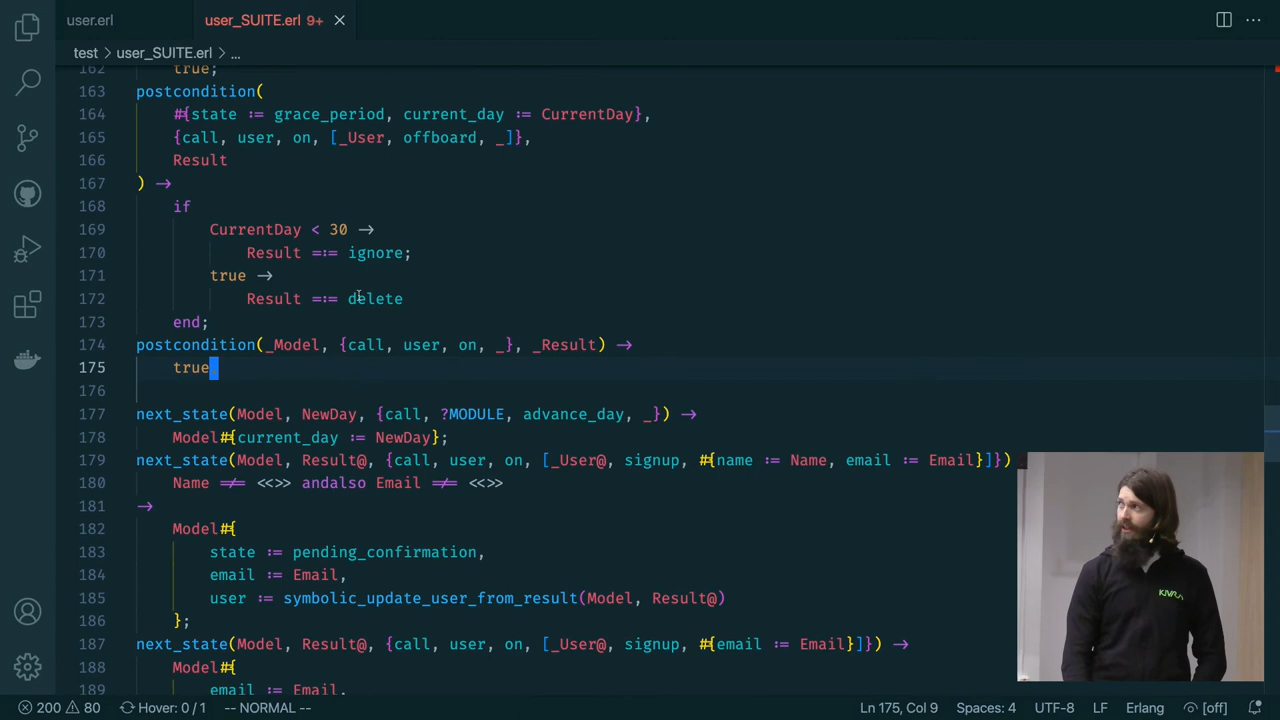 user.erl
user_SUITE.erl 9+
test > user_SUITE.erl > ...
162 true;
163 postcondition(
164 #{state := grace_period, current_day := CurrentDay},
165 {call, user, on, [_User, offboard, _]},
166 Result
167 ) ->
168 if
169 CurrentDay < 30 ->
170 Result =:= ignore;
171 true ->
172 Result =:= delete
173 end;
174 postcondition(_Model, {call, user, on, _}, _Result) ->
175 true
176
177 next_state(Model, NewDay, {call, ?MODULE, advance_day, _}) ->
178 Model#{current_day := NewDay};
179 next_state(Model, Result@, {call, user, on, [_User@, signup, #{name := Name, email := Email}]})
180 Name =/= <<>> andalso Email =/= <<>>
181 ->
182 Model#{
183 state := pending_confirmation,
184 email := Email,
185 user := symbolic_update_user_from_result(Model, Result@)
186 };
187 next_state(Model, Result@, {call, user, on, [_User@, signup, #{email := Email}]}) ->
188 Model#{
189 email := Email,
KIVRA
200 80 Hover: 0/1 -- NORMAL -- Ln 175, Col 9 Spaces: 4 UTF-8 LF Erlang [off]